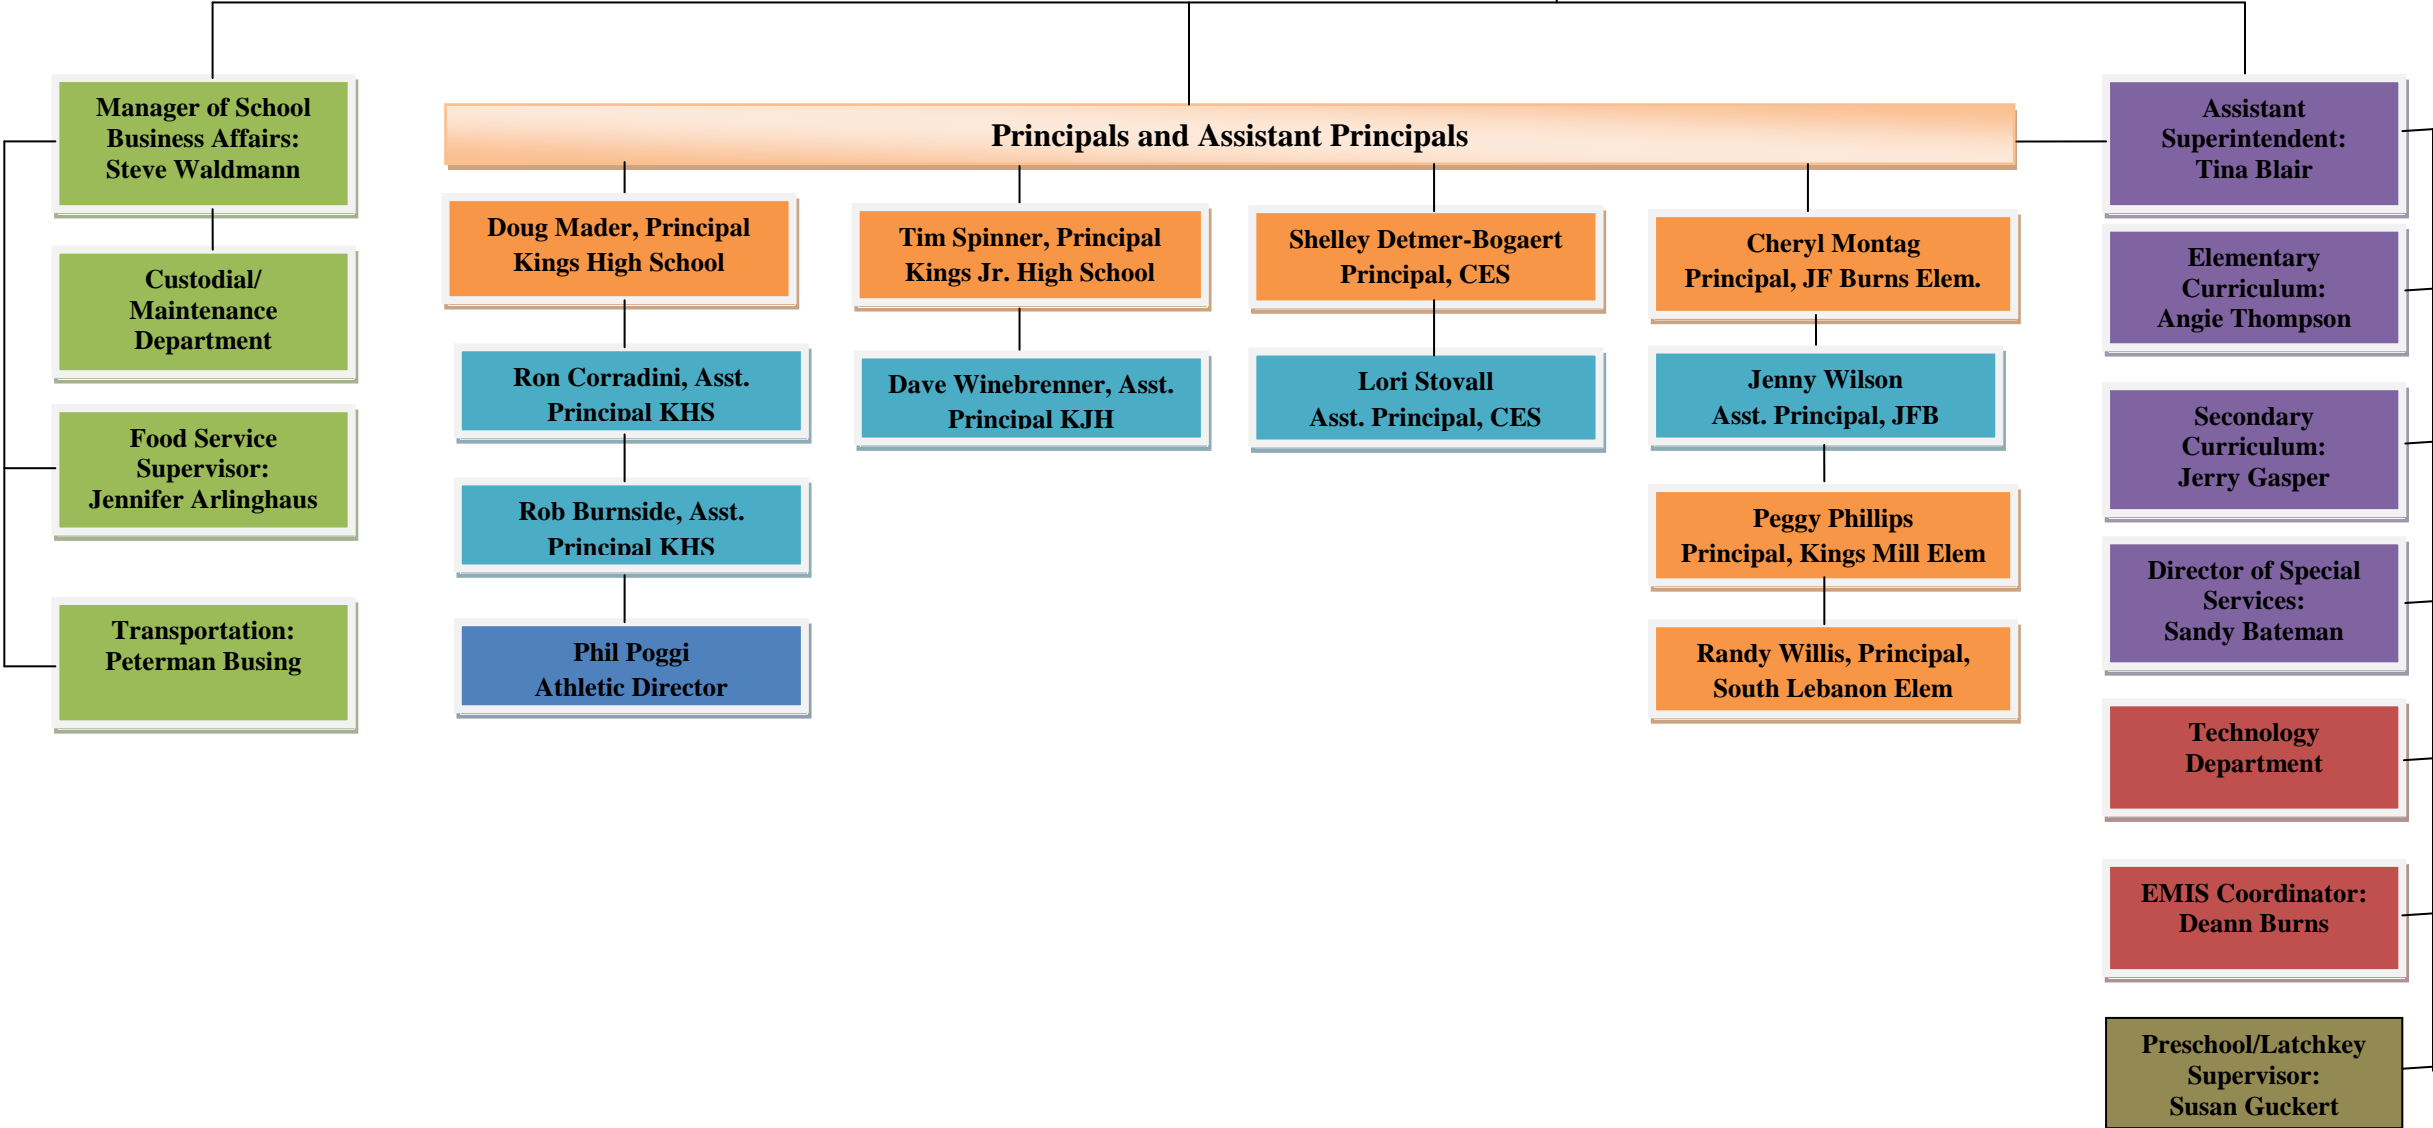 Manager of School
Business Affairs:
Steve Waldmann
Custodial/
Maintenance
Department
Food Service
Supervisor:
Jennifer Arlinghaus
Transportation:
Peterman Busing
Principals and Assistant Principals
Doug Mader, Principal
Kings High School
Ron Corradini, Asst.
Principal KHS
Rob Burnside, Asst.
Principal KHS
Phil Poggi
Athletic Director
Tim Spinner, Principal
Kings Jr. High School
Dave Winebrenner, Asst.
Principal KJH
Shelley Detmer-Bogaert
Principal, CES
Lori Stovall
Asst. Principal, CES
Cheryl Montag
Principal, JF Burns Elem.
Jenny Wilson
Asst. Principal, JFB
Peggy Phillips
Principal, Kings Mill Elem
Randy Willis, Principal,
South Lebanon Elem
Assistant
Superintendent:
Tina Blair
Elementary
Curriculum:
Angie Thompson
Secondary
Curriculum:
Jerry Gasper
Director of Special
Services:
Sandy Bateman
Technology
Department
EMIS Coordinator:
Deann Burns
Preschool/Latchkey
Supervisor:
Susan Guckert